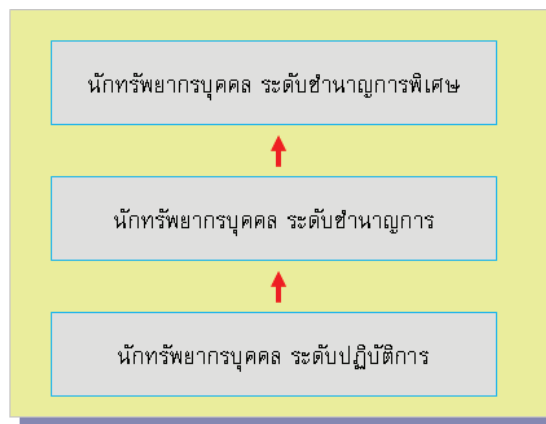 นักทรัพยากรบุคคล ระดับชำนาญการพิเศษ
นักทรัพยากรบุคคล ระดับชำนาญการ
นักทรัพยากรบุคคล ระดับปฏิบัติการ